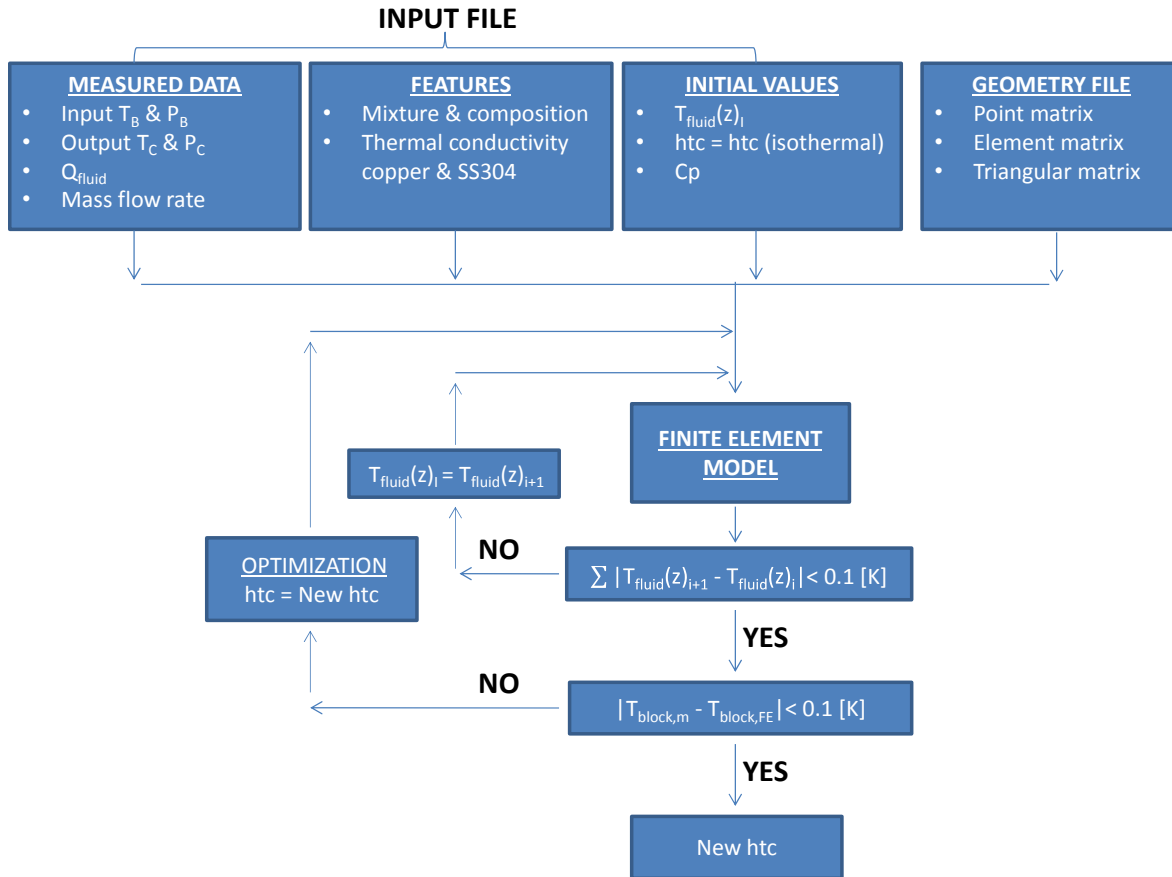 INPUT FILE
MEASURED DATA
• Input T_B & P_B
• Output T_C & P_C
• Q_fluid
• Mass flow rate
FEATURES
• Mixture & composition
• Thermal conductivity
copper & SS304
INITIAL VALUES
• T_fluid(z)_I
• htc = htc (isothermal)
• Cp
GEOMETRY FILE
• Point matrix
• Element matrix
• Triangular matrix
FINITE ELEMENT
MODEL
T_fluid(z)_I = T_fluid(z)_i+1
NO
OPTIMIZATION
htc = New htc
∑ |T_fluid(z)_i+1 - T_fluid(z)_i| < 0.1 [K]
YES
NO
|T_block,m - T_block,FE| < 0.1 [K]
YES
New htc